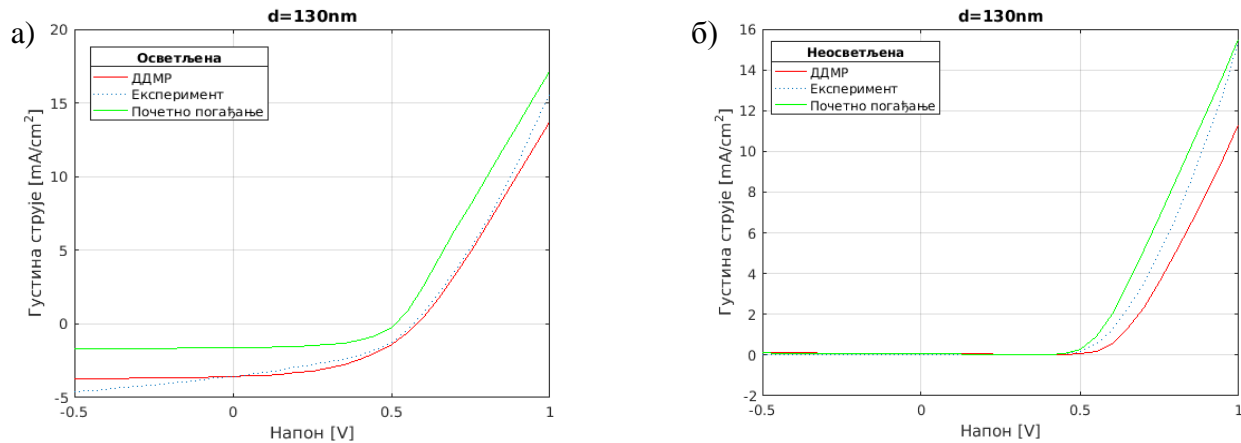 а)
d=130nm
20
15
10
5
0
-5
Густина струје [mA/cm²]
Осветљена
ДДМР
Експеримент
Почетно погађање
-0.5
0
0.5
1
Напон [V]
б)
d=130nm
16
14
12
10
8
6
4
2
0
-2
Густина струје [mA/cm²]
Неосветљена
ДДМР
Експеримент
Почетно погађање
-0.5
0
0.5
1
Напон [V]